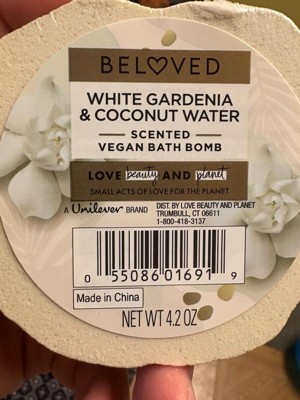 BELOVED
WHITE GARDENIA
& COCONUT WATER
SCENTED
VEGAN BATH BOMB
LOVE beauty AND planet
SMALL ACTS OF LOVE FOR THE PLANET
A Unilever BRAND
DIST. BY LOVE BEAUTY AND PLANET
TRUMBULL, CT 06611
1-800-418-3137
0 55086 01691 9
Made in China
NET WT 4.2 OZ